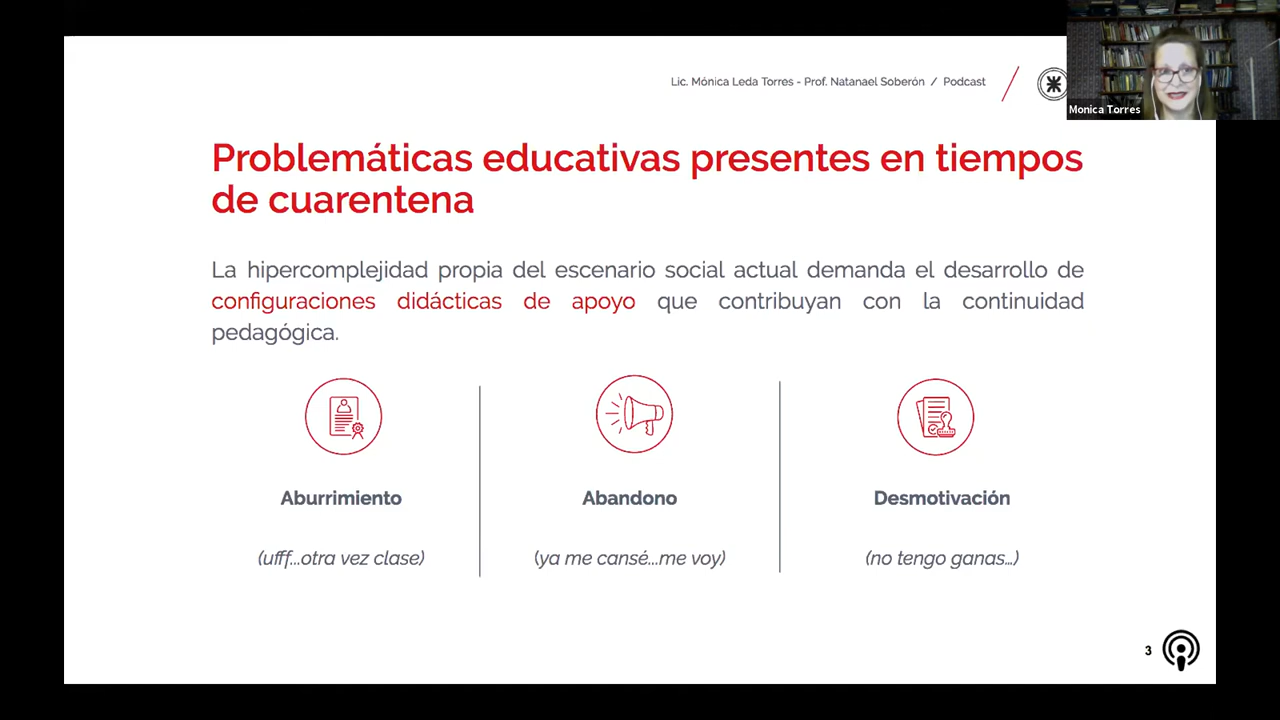 Lic. Mónica Leda Torres - Prof. Natanael Soberón / Podcast
Monica Torres
Problemáticas educativas presentes en tiempos
de cuarentena
La hipercomplejidad propia del escenario social actual demanda el desarrollo de
configuraciones didácticas de apoyo que contribuyan con la continuidad
pedagógica.
Aburrimiento
Abandono
Desmotivación
(ufff...otra vez clase)
(ya me cansé...me voy)
(no tengo ganas...)
3